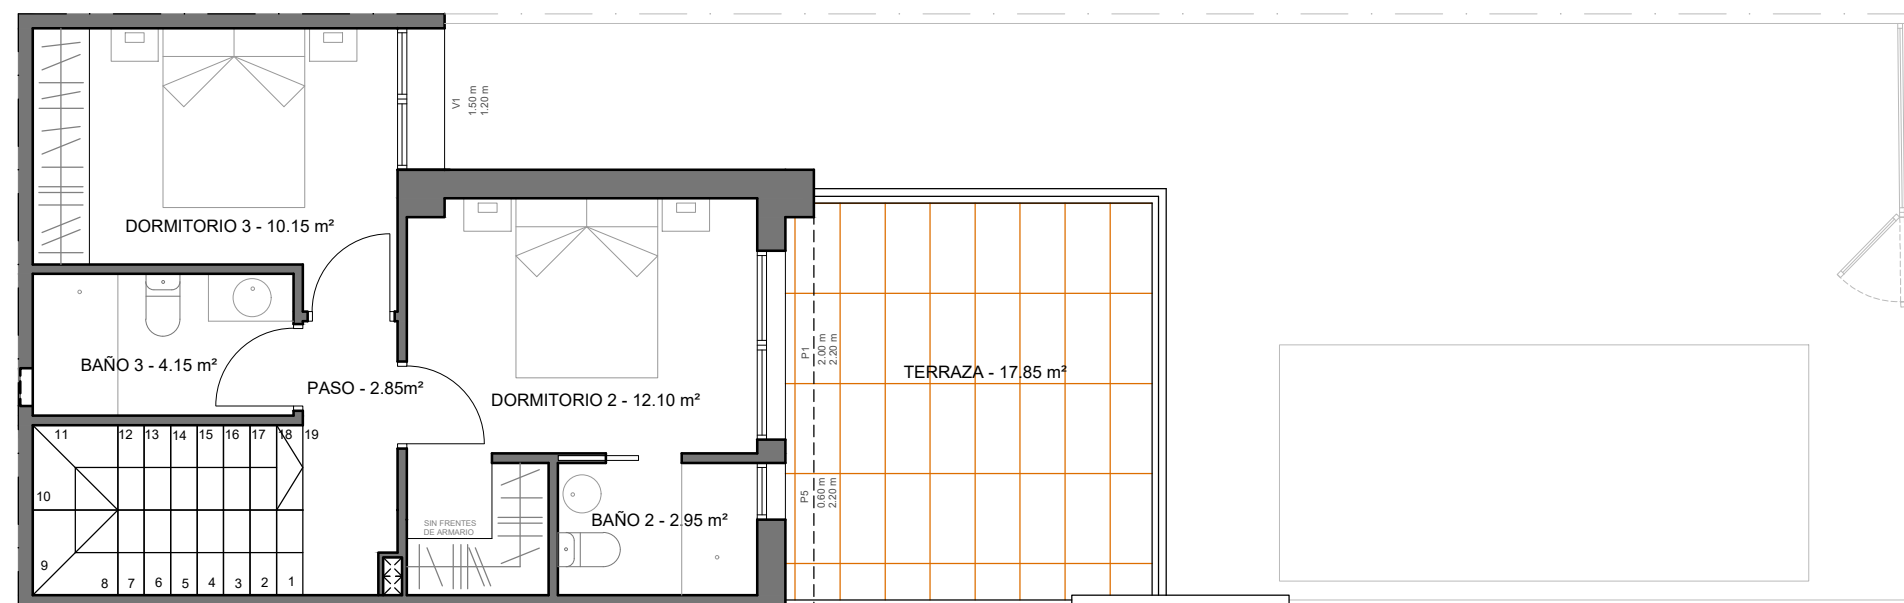 V1
1.50 m
1.20 m
DORMITORIO 3 - 10.15 m²
BAÑO 3 - 4.15 m²
PASO - 2.85m²
DORMITORIO 2 - 12.10 m²
P1
2.00 m
2.20 m
TERRAZA - 17.85 m²
11 12 13 14 15 16 17 18 19
10
9
8 7 6 5 4 3 2 1
SIN FRENTES
DE ARMARIO
BAÑO 2 - 2.95 m²
P5
0.60 m
2.20 m